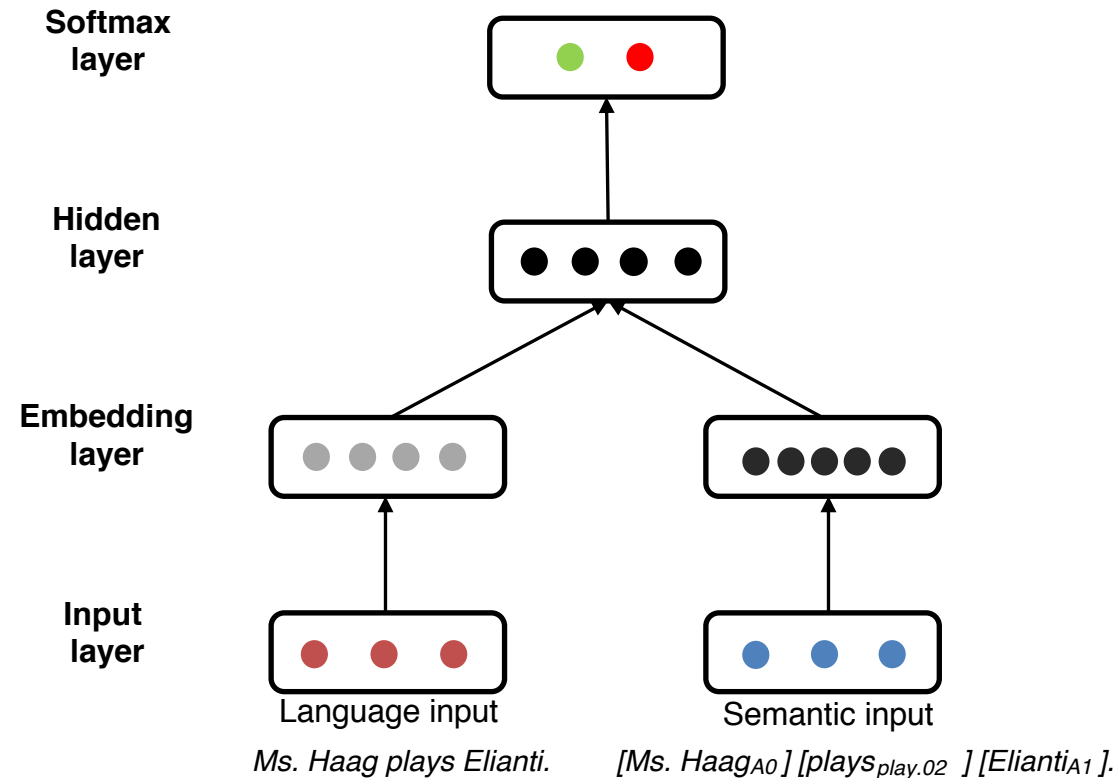 Softmax
layer
Hidden
layer
Embedding
layer
Input
layer
Language input
Semantic input
Ms. Haag plays Elianti.
[Ms. HaagA0 ] [playsplay.02 ] [EliantiA1 ].